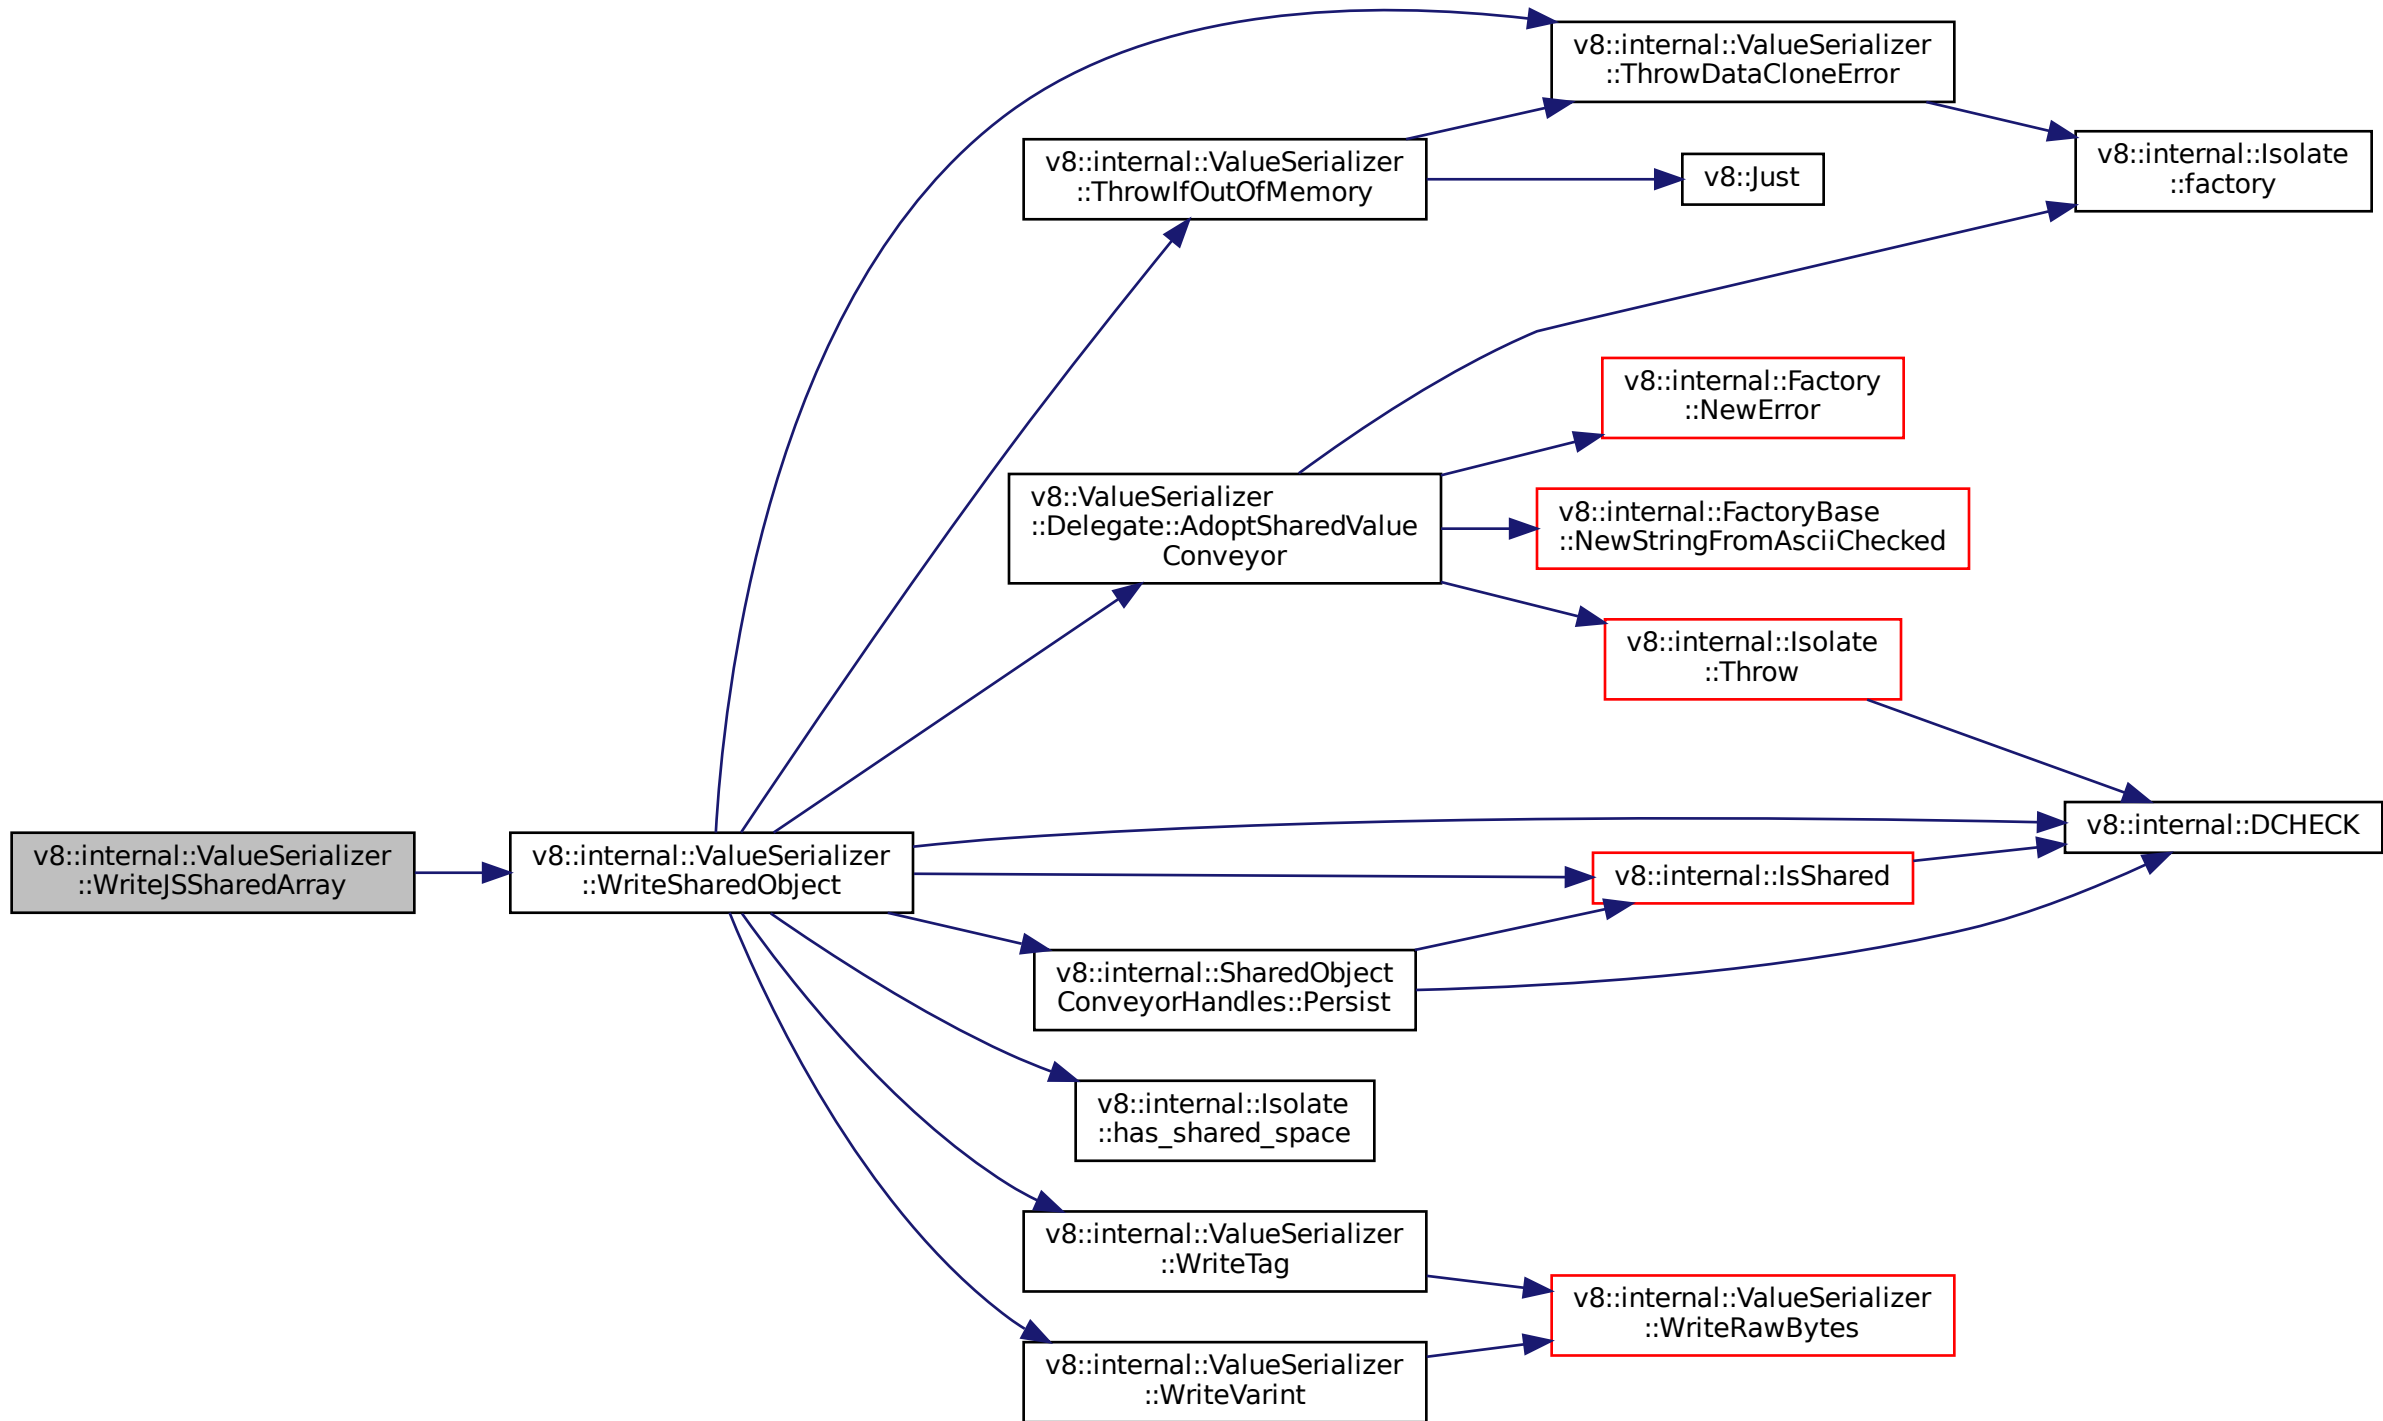 v8::internal::ValueSerializer
::ThrowDataCloneError
v8::internal::ValueSerializer
::ThrowIfOutOfMemory
v8::Just
v8::internal::Isolate
::factory
v8::internal::Factory
::NewError
v8::ValueSerializer
::Delegate::AdoptSharedValue
Conveyor
v8::internal::FactoryBase
::NewStringFromAsciiChecked
v8::internal::Isolate
::Throw
v8::internal::DCHECK
v8::internal::ValueSerializer
::WriteJSSharedArray
v8::internal::ValueSerializer
::WriteSharedObject
v8::internal::IsShared
v8::internal::SharedObject
ConveyorHandles::Persist
v8::internal::Isolate
::has_shared_space
v8::internal::ValueSerializer
::WriteTag
v8::internal::ValueSerializer
::WriteRawBytes
v8::internal::ValueSerializer
::WriteVarint